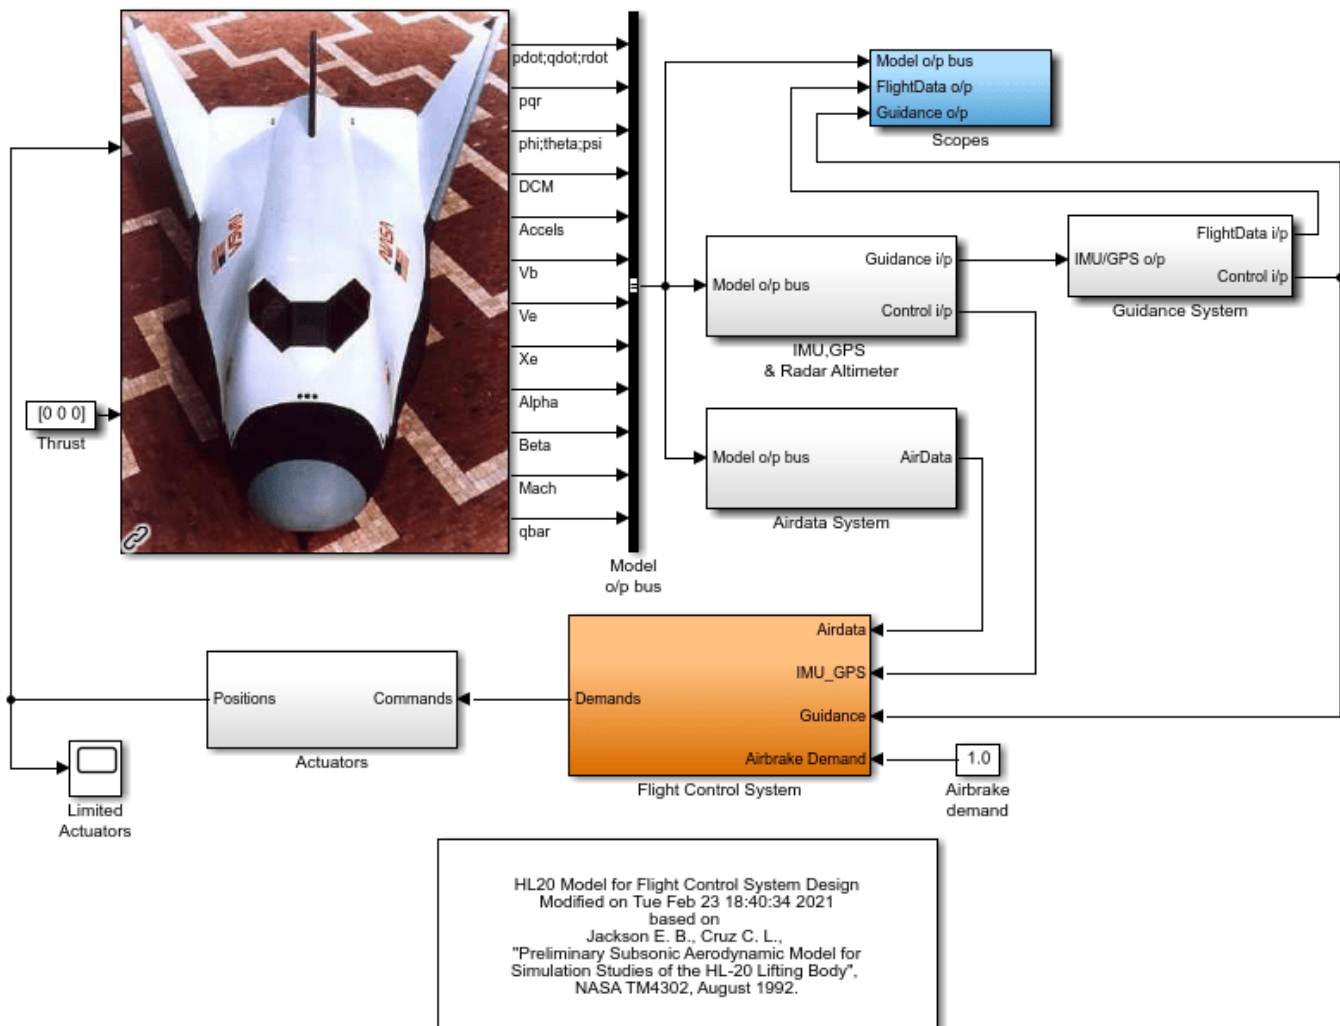 pdot;qdot;rdot
pqr
phi;theta;psi
DCM
Accels
Vb
Ve
Xe
Alpha
Beta
Mach
qbar
NASA
[0 0 0]
Thrust
Model
o/p bus
Model o/p bus
FlightData o/p
Guidance o/p
Scopes
Guidance i/p
Model o/p bus
Control i/p
IMU,GPS
& Radar Altimeter
FlightData i/p
IMU/GPS o/p
Control i/p
Guidance System
Model o/p bus AirData
Airdata System
Airdata
IMU_GPS
Demands
Guidance
Airbrake Demand
Flight Control System
1.0
Airbrake
demand
Positions Commands
Actuators
Limited
Actuators
HL20 Model for Flight Control System Design
Modified on Tue Feb 23 18:40:34 2021
based on
Jackson E. B., Cruz C. L.,
"Preliminary Subsonic Aerodynamic Model for
Simulation Studies of the HL-20 Lifting Body",
NASA TM4302, August 1992.